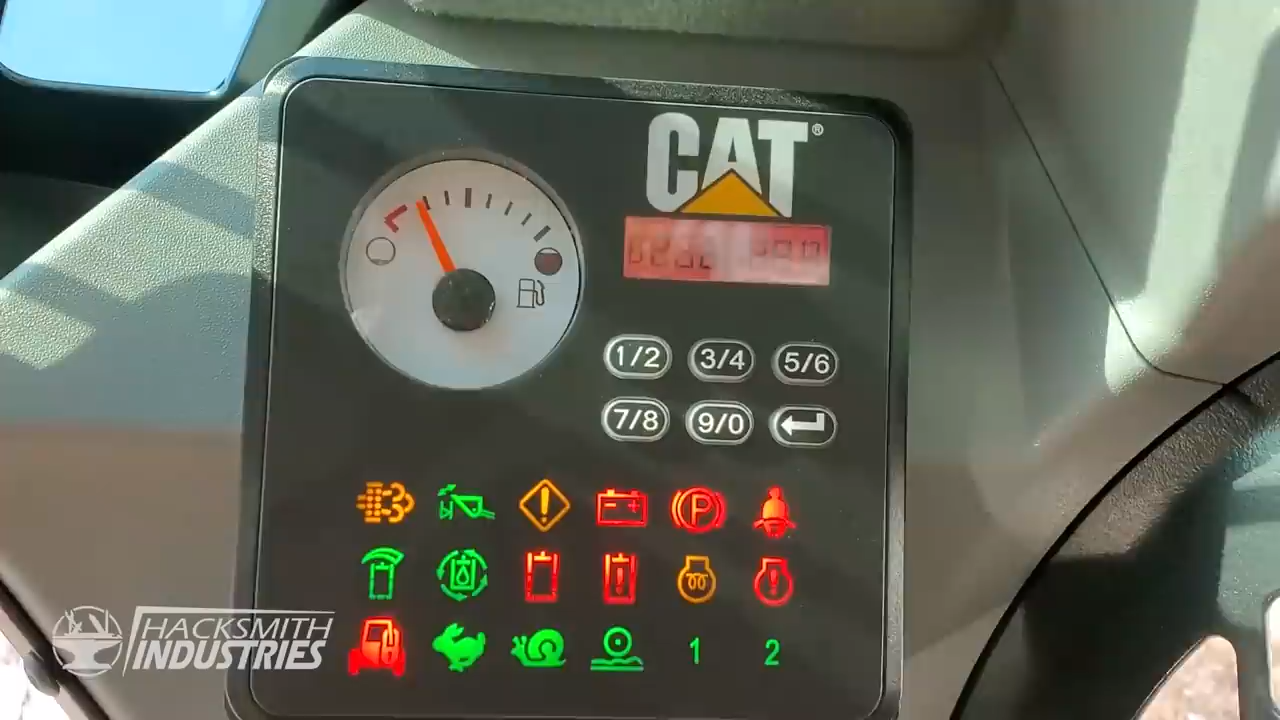 CAT®
1/2 3/4 5/6
7/8 9/0
P
1 2
HACKSMITH
INDUSTRIES